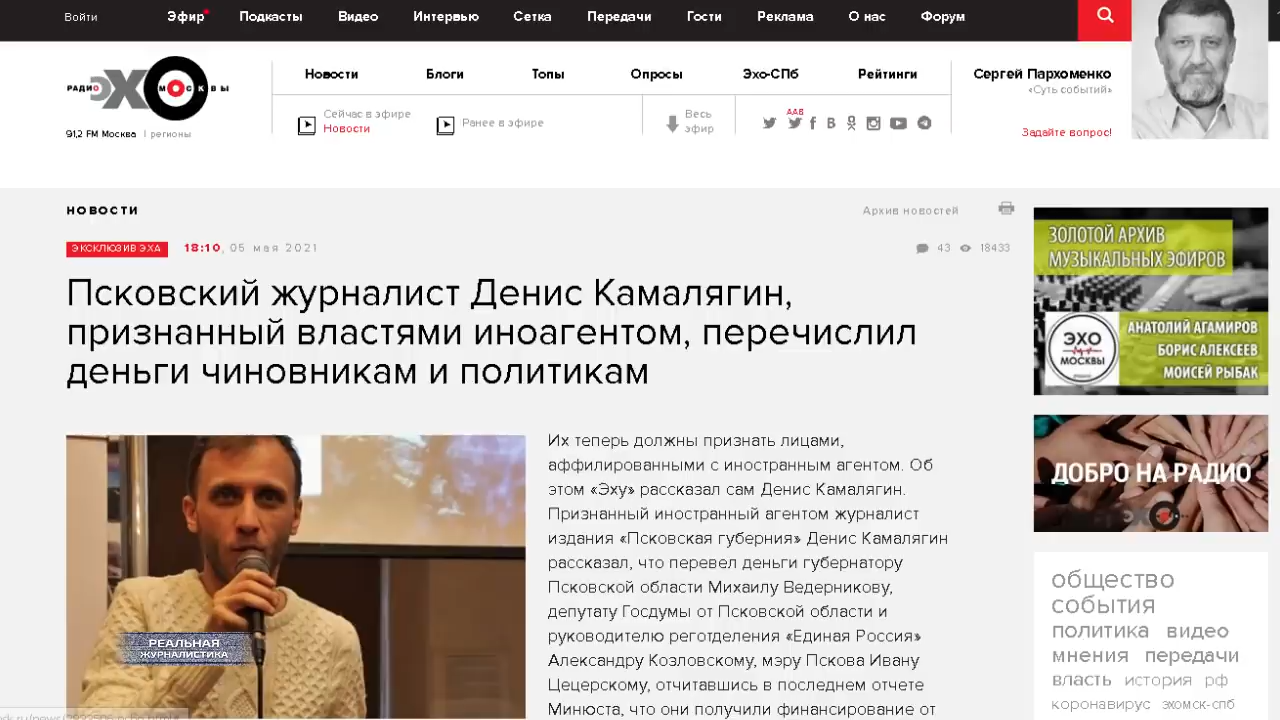 Войти
Эфир
Подкасты
Видео
Интервью
Сетка
Передачи
Гости
Реклама
О нас
Форум
РАДИО ЭХО МОСКВЫ
91,2 FM Москва | регионы
Новости
Блоги
Топы
Опросы
Эхо-СПб
Рейтинги
Сейчас в эфире
Новости
Ранее в эфире
Весь
эфир
ААВ
Сергей Пархоменко
«Суть событий»
Задайте вопрос!
НОВОСТИ
Архив новостей
ЭКСКЛЮЗИВ ЭХА 18:10, 05 мая 2021
43 18433
Псковский журналист Денис Камалягин,
признанный властями иноагентом, перечислил
деньги чиновникам и политикам
Их теперь должны признать лицами,
аффилированными с иностранным агентом. Об
этом «Эху» рассказал сам Денис Камалягин.
Признанный иностранный агентом журналист
издания «Псковская губерния» Денис Камалягин
рассказал, что перевел деньги губернатору
Псковской области Михаилу Ведерникову,
депутату Госдумы от Псковской области и
руководителю реготделения «Единая Россия»
Александру Козловскому, мэру Пскова Ивану
Цецерскому, отчитавшись в последнем отчете
Минюста, что они получили финансирование от
РЕАЛЬНАЯ
ЖУРНАЛИСТИКА
ЗОЛОТОЙ АРХИВ
МУЗЫКАЛЬНЫХ ЭФИРОВ
ЭХО
МОСКВЫ
АНАТОЛИЙ АГАМИРОВ
БОРИС АЛЕКСЕЕВ
МОИСЕЙ РЫБАК
ДОБРО НА РАДИО
общество
события
политика видео
мнения передачи
власть история рф
коронавирус эхомск-спб